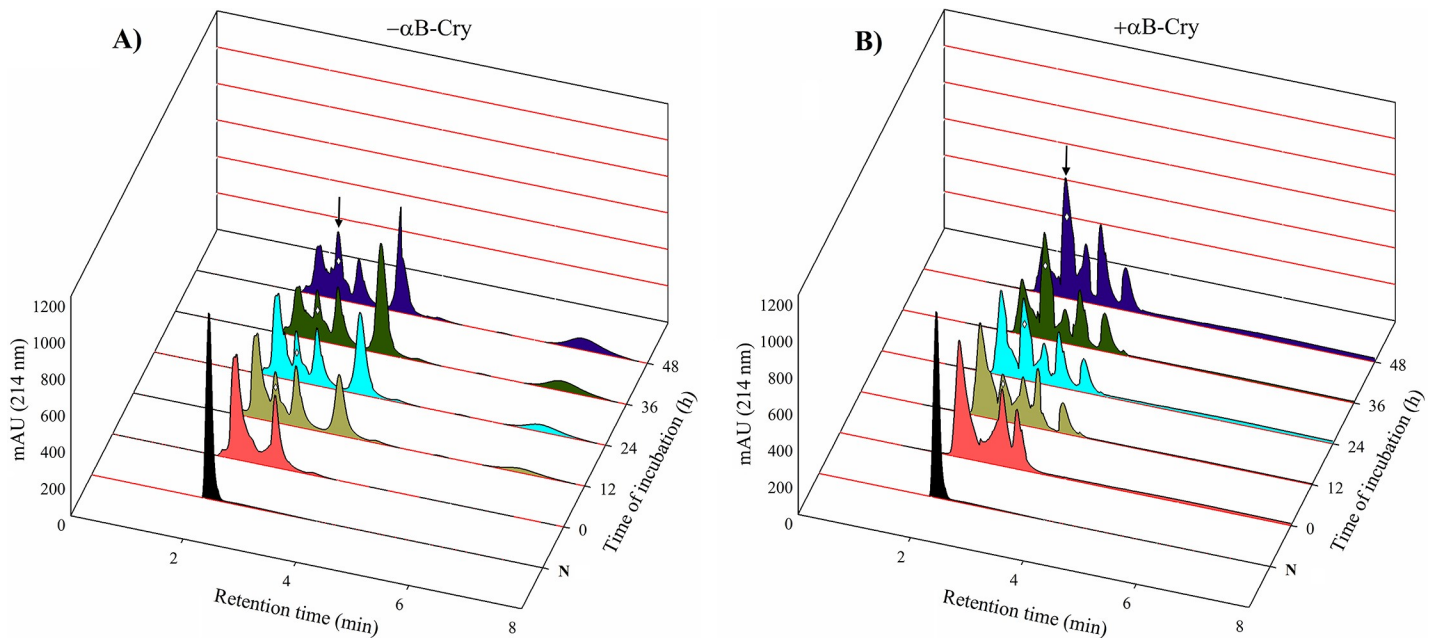 A)
−αB-Cry
1200
1000
800
600
400
200
0
mAU (214 nm)
2
4
6
8
Retention time (min)
N
0
12
24
36
48
Time of incubation (h)
B)
+αB-Cry
1200
1000
800
600
400
200
0
mAU (214 nm)
2
4
6
8
Retention time (min)
N
0
12
24
36
48
Time of incubation (h)